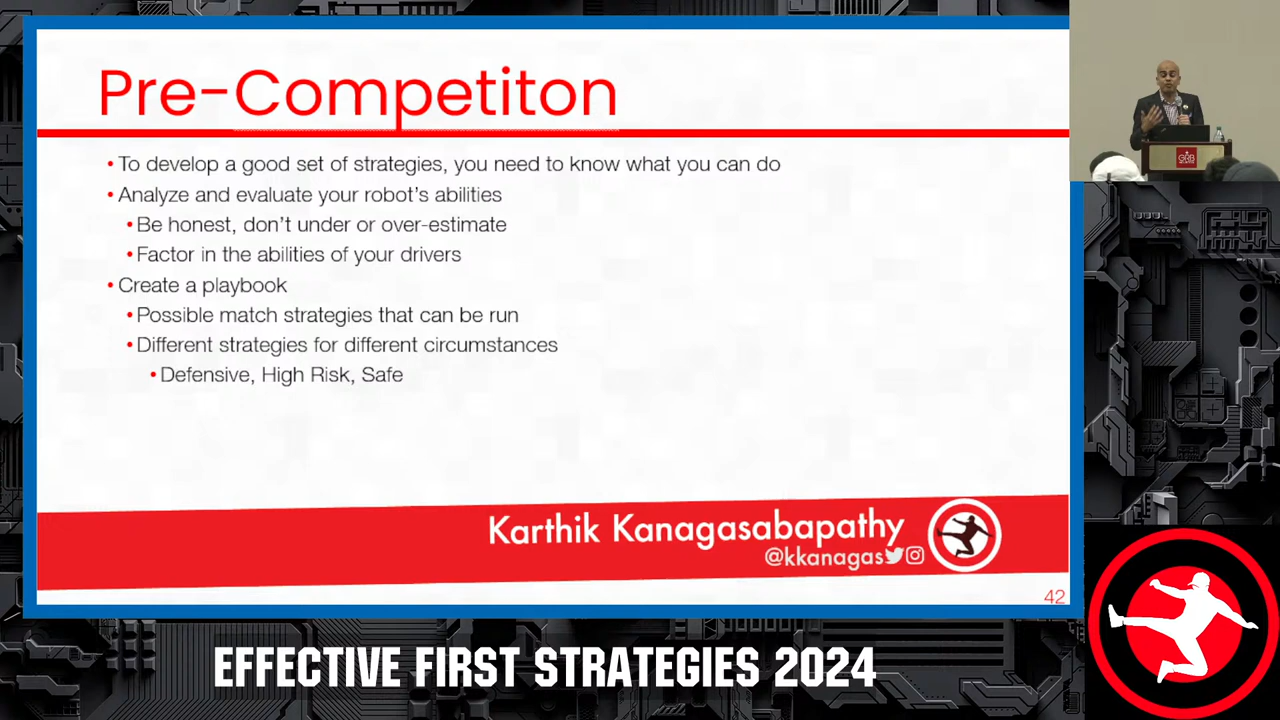 Pre-Competiton
• To develop a good set of strategies, you need to know what you can do
• Analyze and evaluate your robot's abilities
• Be honest, don't under or over-estimate
• Factor in the abilities of your drivers
• Create a playbook
• Possible match strategies that can be run
• Different strategies for different circumstances
• Defensive, High Risk, Safe
Karthik Kanagasabapathy
@kkanagas
42
EFFECTIVE FIRST STRATEGIES 2024